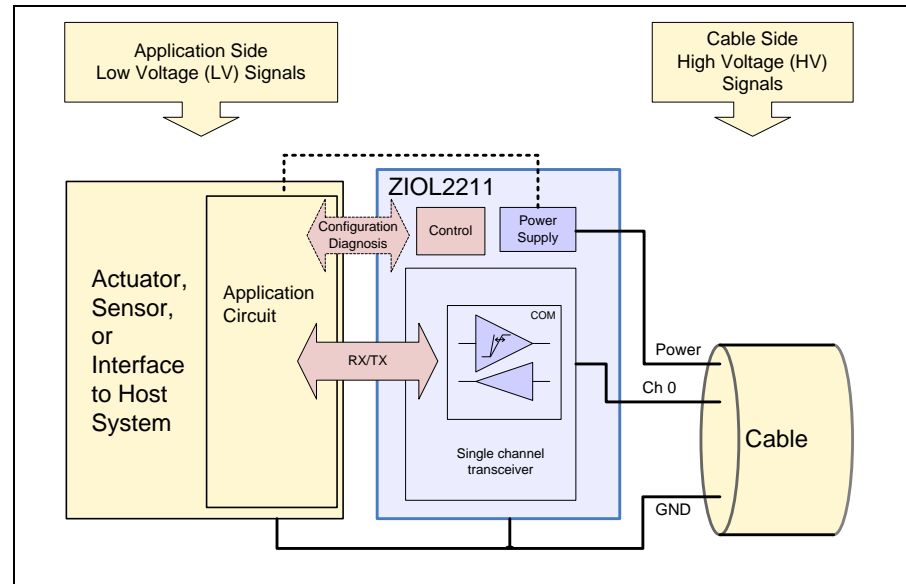 Application Side
Low Voltage (LV) Signals
Cable Side
High Voltage (HV)
Signals
ZIOL2211
Configuration
Diagnosis
Control
Power
Supply
Actuator,
Sensor,
or
Interface
to Host
System
Application
Circuit
COM
RX/TX
Single channel
transceiver
Power
Ch 0
GND
Cable